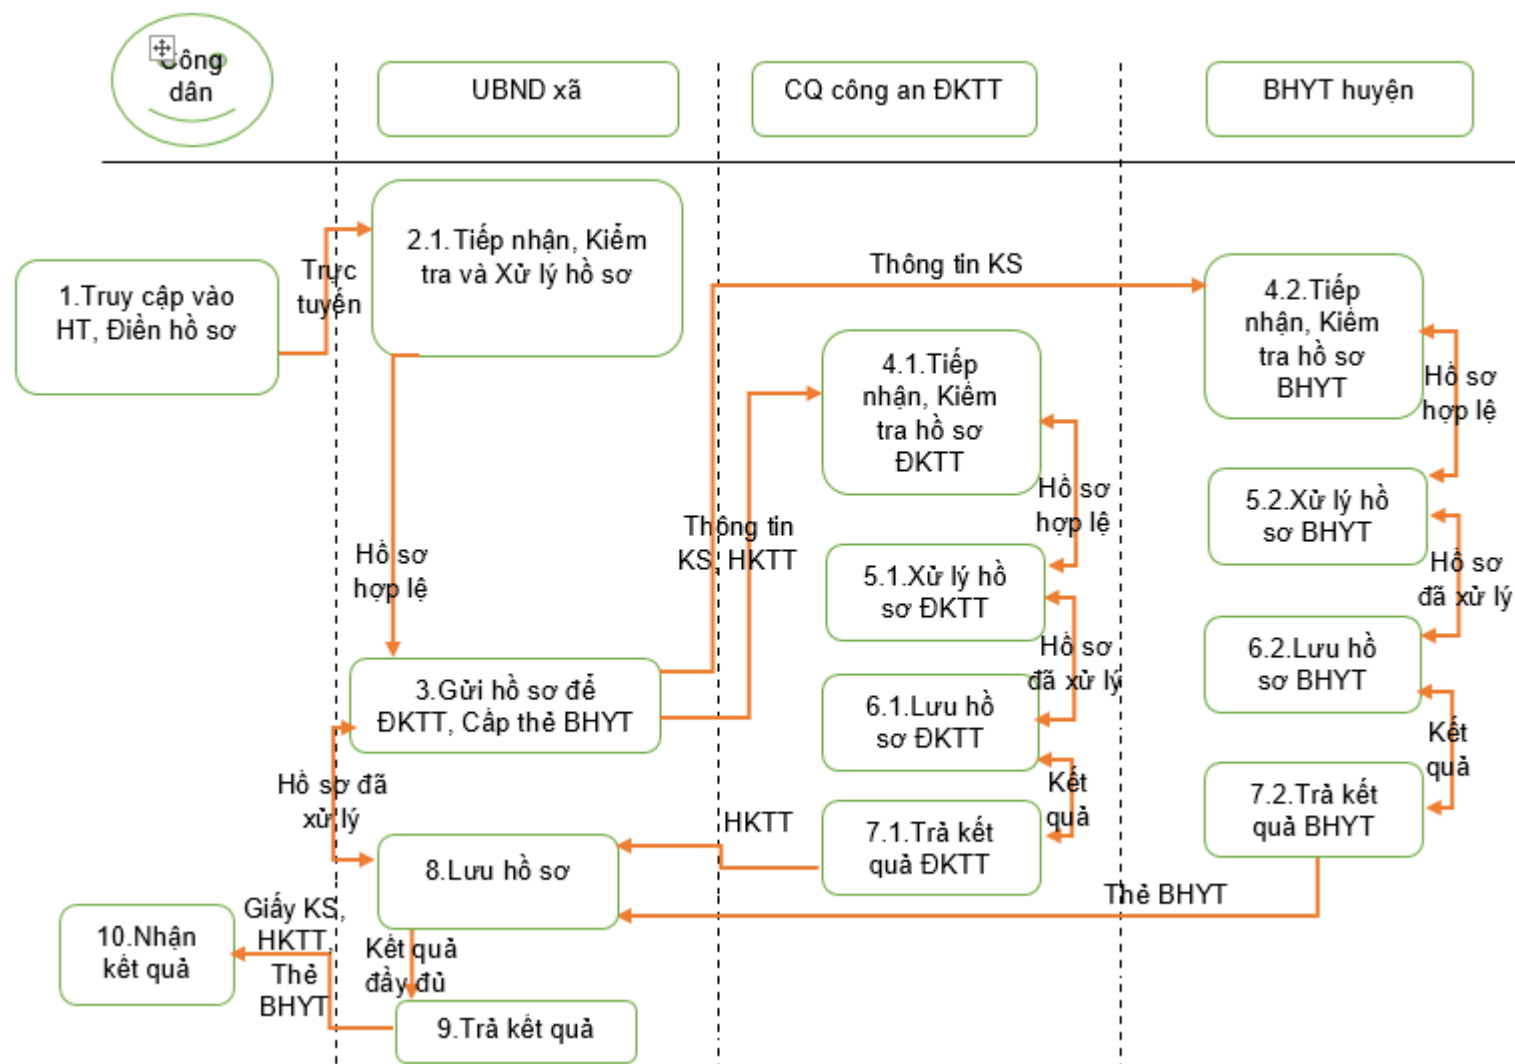 Công
dân
UBND xã
CQ công an ĐKTT
BHYT huyện
1.Truy cập vào
HT, Điền hồ sơ
Trực
tuyến
2.1.Tiếp nhận, Kiểm
tra và Xử lý hồ sơ
Thông tin KS
4.2.Tiếp
nhận, Kiểm
tra hồ sơ
BHYT
Hồ sơ
hợp lệ
4.1.Tiếp
nhận, Kiểm
tra hồ sơ
ĐKTT
Hồ sơ
hợp lệ
5.2.Xử lý hồ
sơ BHYT
Thông tin
KS, HKTT
Hồ sơ
hợp lệ
5.1.Xử lý hồ
sơ ĐKTT
Hồ sơ
đã xử lý
3.Gửi hồ sơ để
ĐKTT, Cấp thẻ BHYT
Hồ sơ
đã xử lý
6.1.Lưu hồ
sơ ĐKTT
6.2.Lưu hồ
sơ BHYT
Kết
quả
Hồ sơ đã
xử lý
Kết
quả
7.2.Trả kết
quả BHYT
HKTT
7.1.Trả kết
quả ĐKTT
8.Lưu hồ sơ
Thẻ BHYT
Giấy KS,
HKTT,
Thẻ
BHYT
10.Nhận
kết quả
Kết quả
đầy đủ
9.Trả kết quả